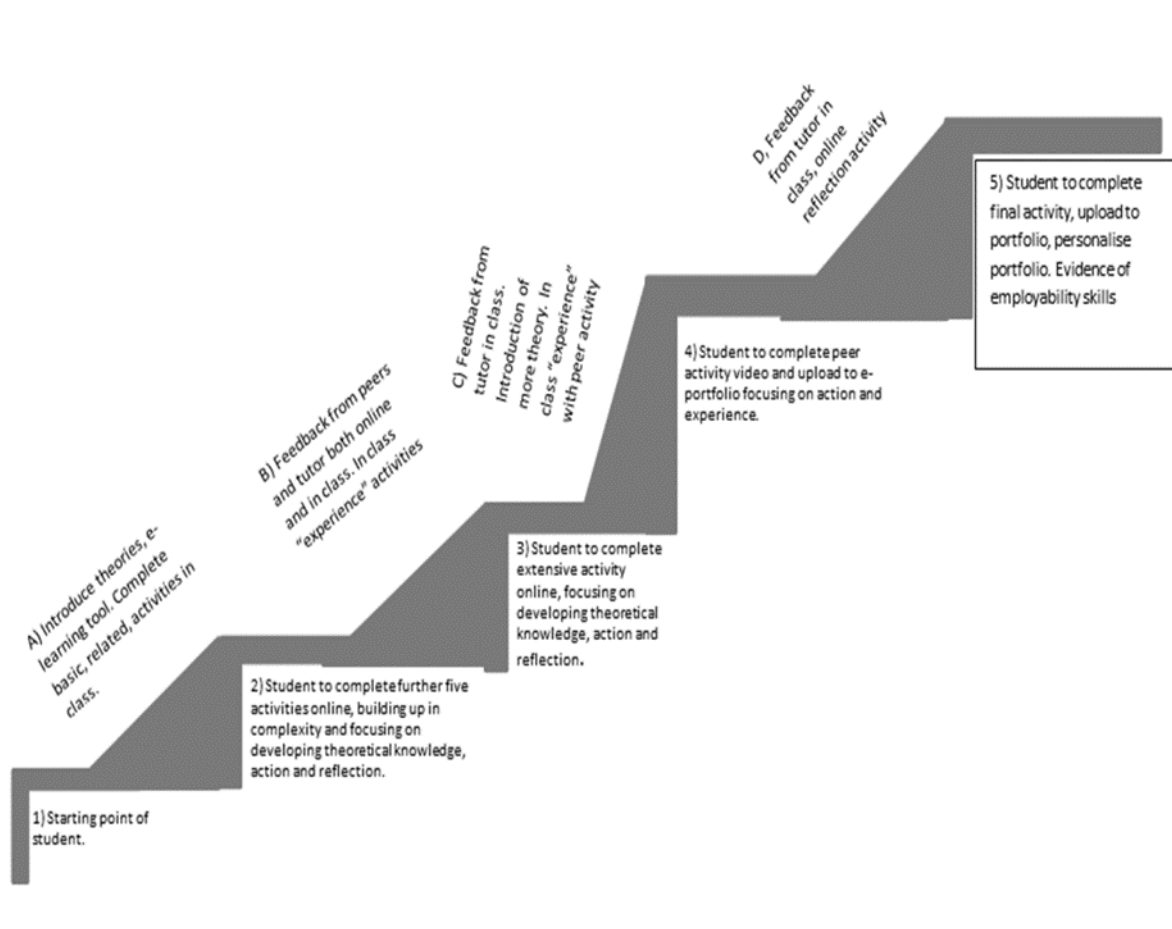 1) Starting point of
student.
A) Introduce theories, e-
learning tool. Complete
basic, related, activities in
class.
2) Student to complete further five
activities online, building up in
complexity and focusing on
developing theoretical knowledge,
action and reflection.
B) Feedback from peers
and tutor both online
and in class. In class
"experience" activities
3) Student to complete
extensive activity
online, focusing on
developing theoretical
knowledge, action and
reflection.
C) Feedback from
tutor in class.
Introduction of
more theory. In
class "experience"
with peer activity
4) Student to complete peer
activity video and upload to e-
portfolio focusing on action and
experience.
D, Feedback
from tutor in
class, online
reflection activity
5) Student to complete
final activity, upload to
portfolio, personalise
portfolio. Evidence of
employability skills